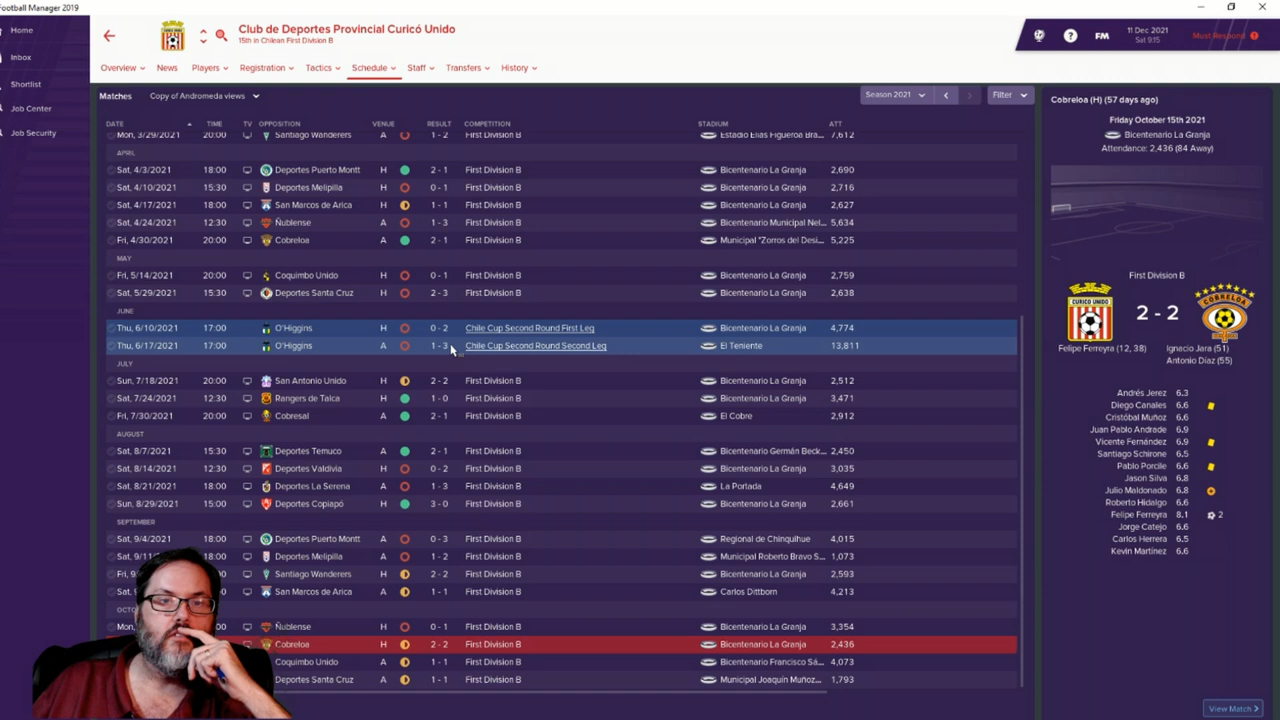 Football Manager 2019
Home
Inbox
Shortlist
Job Center
Job Security
Club de Deportes Provincial Curicó Unido
15th in Chilean First Division B
11 Dec 2021
Sat 9:15
FM
Must Respond
Overview News Players Registration Tactics Schedule Staff Transfers History
Matches Copy of Andromeda views Season 2021 Filter
DATE TIME TV OPPOSITION VENUE RESULT COMPETITION STADIUM ATT
Mon, 3/29/2021 20:00 Santiago Wanderers A 1 - 2 First Division B Estadio Elías Figueroa Bra... 7,612
APRIL
Sat, 4/3/2021 18:00 Deportes Puerto Montt H 2 - 1 First Division B Bicentenario La Granja 2,690
Sat, 4/10/2021 15:30 Deportes Melipilla H 0 - 1 First Division B Bicentenario La Granja 2,716
Sat, 4/17/2021 18:00 San Marcos de Arica H 1 - 1 First Division B Bicentenario La Granja 2,627
Sat, 4/24/2021 12:30 Ñublense A 1 - 3 First Division B Bicentenario Municipal Nel... 5,634
Fri, 4/30/2021 20:00 Cobreloa A 2 - 1 First Division B Municipal "Zorros del Desi... 5,225
MAY
Fri, 5/14/2021 20:00 Coquimbo Unido H 0 - 1 First Division B Bicentenario La Granja 2,759
Sat, 5/29/2021 15:30 Deportes Santa Cruz H 2 - 3 First Division B Bicentenario La Granja 2,638
JUNE
Thu, 6/10/2021 17:00 O'Higgins H 0 - 2 Chile Cup Second Round First Leg Bicentenario La Granja 4,774
Thu, 6/17/2021 17:00 O'Higgins A 1 - 3 Chile Cup Second Round Second Leg El Teniente 13,811
JULY
Sun, 7/18/2021 20:00 San Antonio Unido H 2 - 2 First Division B Bicentenario La Granja 2,512
Sat, 7/24/2021 12:30 Rangers de Talca H 1 - 0 First Division B Bicentenario La Granja 3,471
Fri, 7/30/2021 20:00 Cobresal A 2 - 1 First Division B El Cobre 2,912
AUGUST
Sat, 8/7/2021 15:30 Deportes Temuco A 2 - 1 First Division B Bicentenario Germán Beck... 2,450
Sat, 8/14/2021 12:30 Deportes Valdivia H 0 - 2 First Division B Bicentenario La Granja 3,035
Sat, 8/21/2021 18:00 Deportes La Serena A 1 - 3 First Division B La Portada 4,649
Sun, 8/29/2021 15:00 Deportes Copiapó H 3 - 0 First Division B Bicentenario La Granja 2,661
SEPTEMBER
Sat, 9/4/2021 18:00 Deportes Puerto Montt A 0 - 3 First Division B Regional de Chinquihue 4,015
Sat, 9/11/ 18:00 Deportes Melipilla A 1 - 2 First Division B Municipal Roberto Bravo S... 1,073
Fri, 9 :00 Santiago Wanderers H 2 - 2 First Division B Bicentenario La Granja 2,593
Sat, 9 :00 San Marcos de Arica A 1 - 1 First Division B Carlos Dittborn 4,213
OCTO
Mon, :00 Ñublense H 0 - 1 First Division B Bicentenario La Granja 3,354
Cobreloa H 2 - 2 First Division B Bicentenario La Granja 2,436
Coquimbo Unido A 1 - 1 First Division B Bicentenario Francisco Sá... 4,073
Deportes Santa Cruz A 1 - 1 First Division B Municipal Joaquín Muñoz... 1,793
Cobreloa (H) (57 days ago)
Friday October 15th 2021
Bicentenario La Granja
Attendance: 2,436 (84 Away)
First Division B
CURICO UNIDO
2 - 2
COBRELOA
Felipe Ferreyra (12, 38)
Ignacio Jara (51)
Antonio Díaz (55)
Andrés Jerez 6.3
Diego Canales 6.6
Cristóbal Muñoz 6.6
Juan Pablo Andrade 6.9
Vicente Fernández 6.9
Santiago Schirone 6.5
Pablo Porcile 6.6
Jason Silva 6.8
Julio Maldonado 6.8
Roberto Hidalgo 6.6
Felipe Ferreyra 8.1 2
Jorge Catejo 6.6
Carlos Herrera 6.5
Kevin Martínez 6.6
View Match >